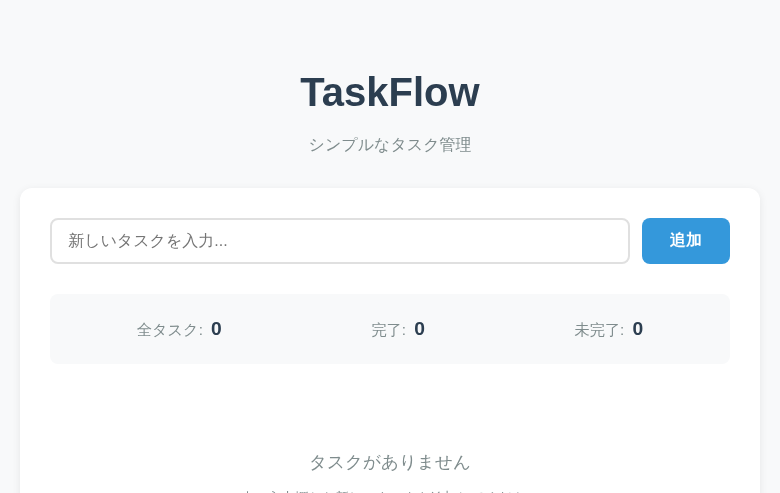 TaskFlow
シンプルなタスク管理
新しいタスクを入力...
追加
全タスク: 0
完了: 0
未完了: 0
タスクがありません